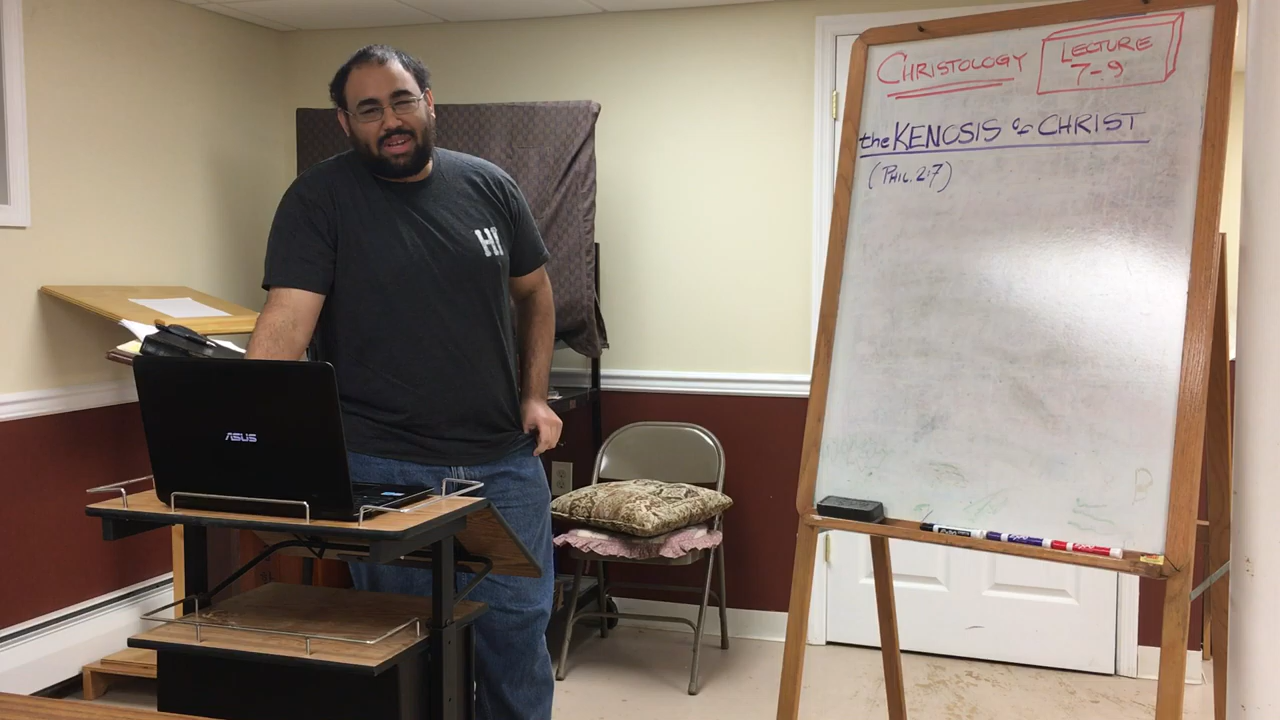 CHRISTOLOGY
LECTURE
7-9
the KENOSIS of CHRIST
(PHIL. 2:7)
Hi
ASUS